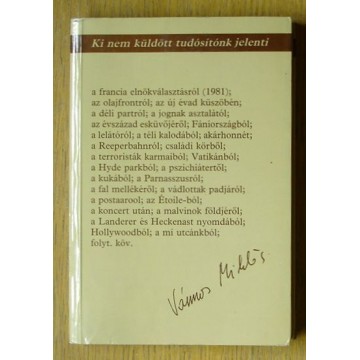 Ki nem küldött tudósítónk jelenti
a francia elnökválasztásról (1981);
az olajfrontról; az új évad küszöbén;
a déli partról; a jognak asztalától;
az évszázad esküvőjéről; Fániországból;
a lelátóról; a téli kalodából; akárhonnét;
a Reeperbahnról; családi körből;
a terroristák karmaiból; Vatikánból;
a Hyde parkból; a pszichiátertől;
a kukából; a Parnasszusról;
a fal mellékéről; a vádlottak padjáról;
a postaarool; az Étoile-ból;
a koncert után; a malvinok földjéről;
a Landerer és Heckenast nyomdából;
Hollywoodból; a mi utcánkból;
folyt. köv.
Vámos Miklós